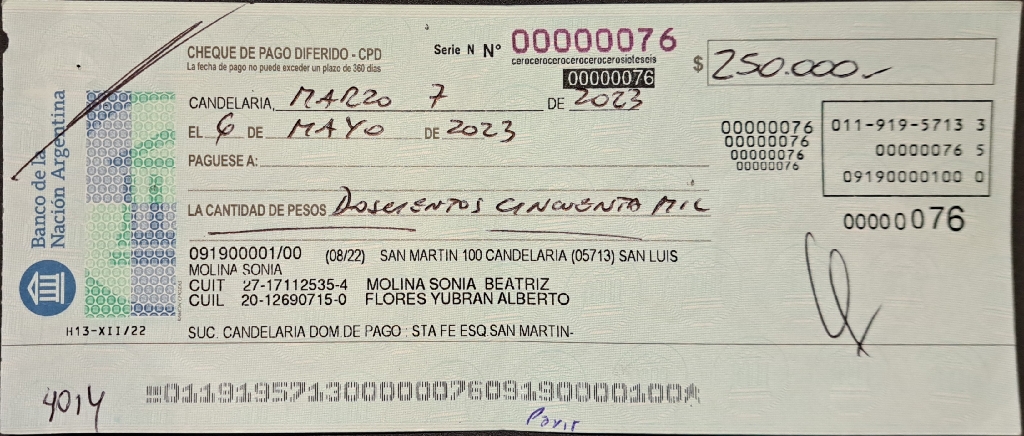 Banco de la
Nación Argentina
H13-XII/22
CHEQUE DE PAGO DIFERIDO - CPD
La fecha de pago no puede exceder un plazo de 360 días
Serie N Nº 00000076
cerocerocerocerocerocerosieteseis
00000076
$ 250.000.-
CANDELARIA, MARZO 7 DE 2023
EL 6 DE MAYO DE 2023
PAGUESE A:
LA CANTIDAD DE PESOS DOSCIENTOS CINCUENTA MIL
00000076
00000076
00000076
00000076
011-919-5713 3
00000076 5
09190000100 0
00000076
091900001/00 (08/22) SAN MARTIN 100 CANDELARIA (05713) SAN LUIS
MOLINA SONIA
CUIT 27-17112535-4 MOLINA SONIA BEATRIZ
CUIL 20-12690715-0 FLORES YUBRAN ALBERTO
SUC. CANDELARIA DOM.DE PAGO : STA FE ESQ.SAN MARTIN-
4014
01191957130000007609190000100